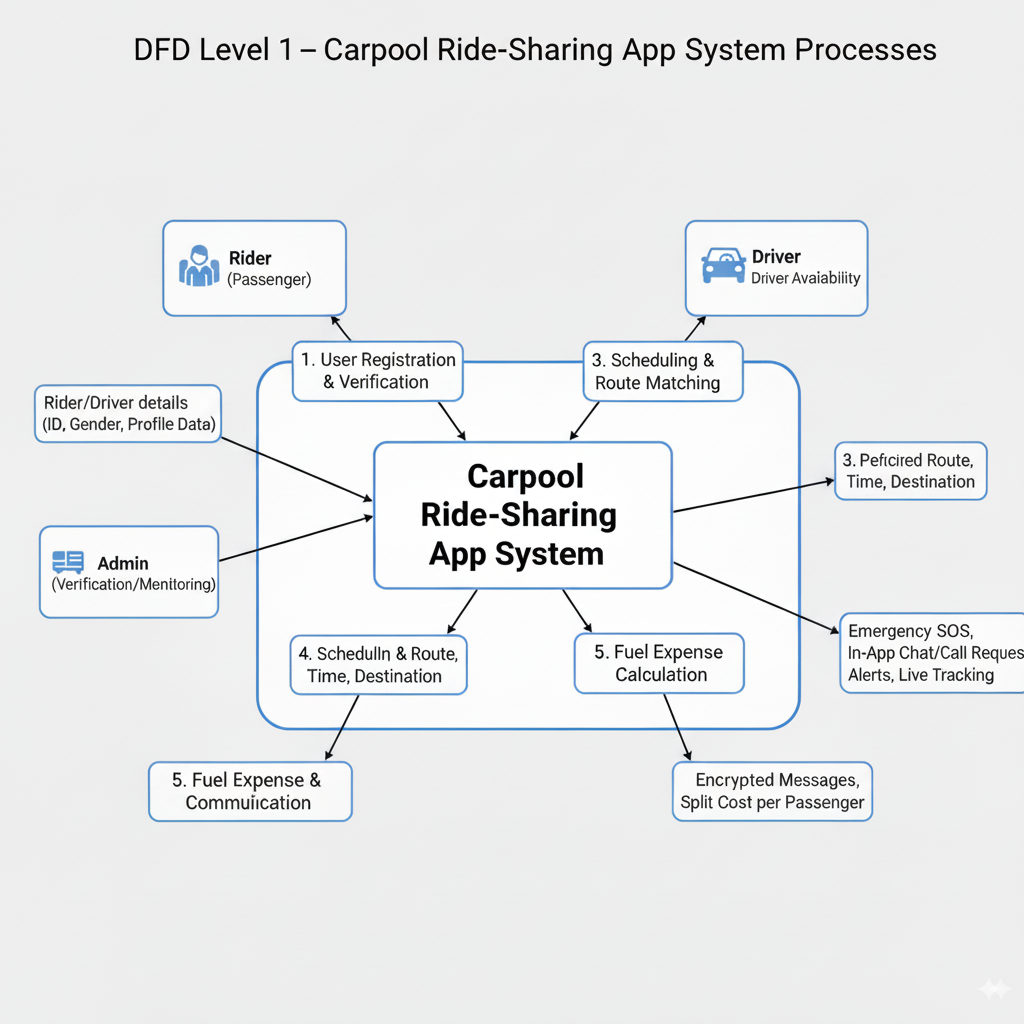 DFD Level 1 – Carpool Ride-Sharing App System Processes
Rider
(Passenger)
Driver
Driver Avaiability
1. User Registration
& Verification
3. Scheduling &
Route Matching
Rider/Driver details
(ID, Gender, Profile Data)
Carpool
Ride-Sharing
App System
3. Peficired Route,
Time, Destination
Admin
(Verification/Menitoring)
4. Schedulln & Route,
Time, Destination
5. Fuel Expense
Calculation
Emergency SOS,
In-App Chat/Call Reques
Alerts, Live Tracking
5. Fuel Expense &
Commulication
Encrypted Messages,
Split Cost per Passenger